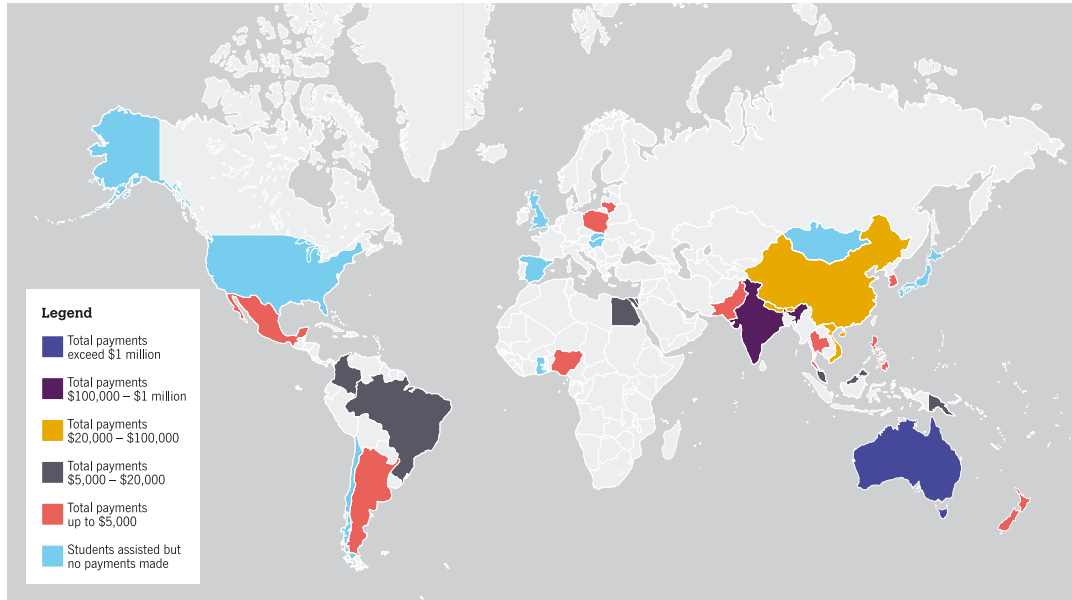 Legend
Total payments
exceed $1 million
Total payments
$100,000 – $1 million
Total payments
$20,000 – $100,000
Total payments
$5,000 – $20,000
Total payments
up to $5,000
Students assisted but
no payments made